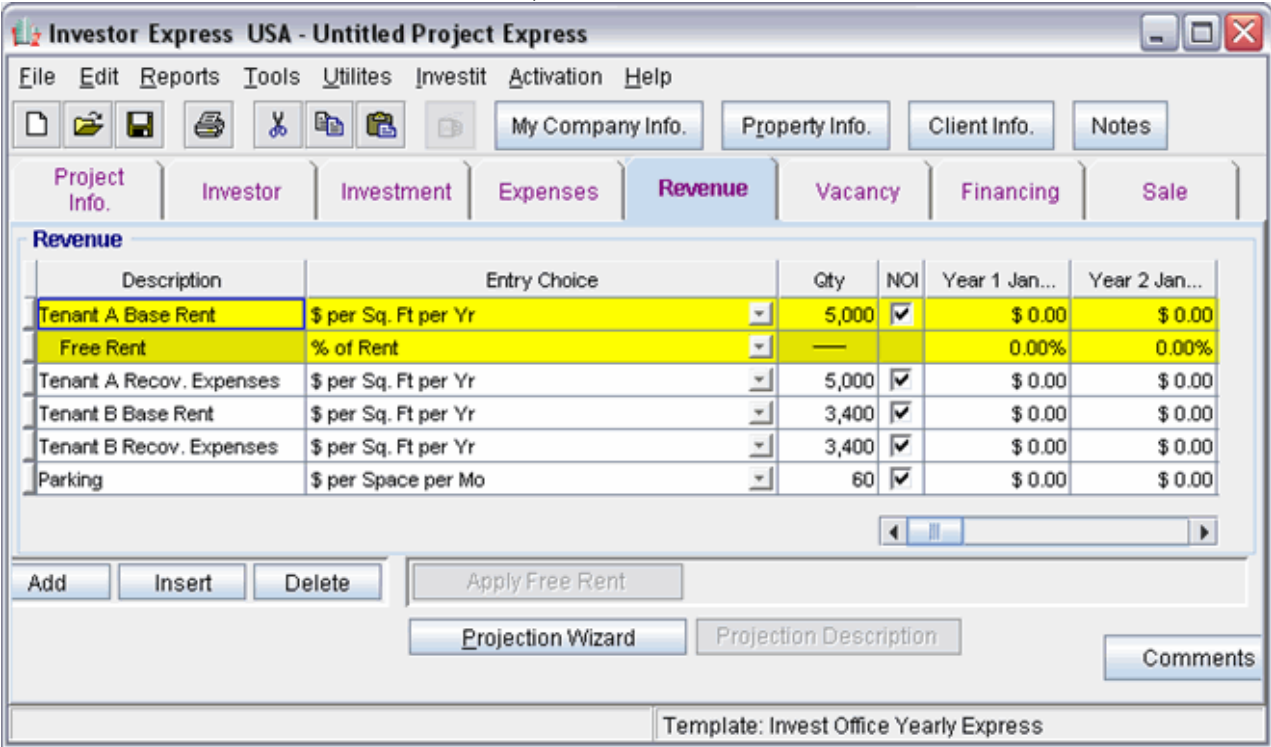 Investor Express USA - Untitled Project Express
File Edit Reports Tools Utilites Investit Activation Help
My Company Info. Property Info. Client Info. Notes
Project Info. Investor Investment Expenses Revenue Vacancy Financing Sale
Revenue
Description Entry Choice Qty NOI Year 1 Jan... Year 2 Jan...
Tenant A Base Rent $ per Sq. Ft per Yr 5,000 $ 0.00 $ 0.00
Free Rent % of Rent — 0.00% 0.00%
Tenant A Recov. Expenses $ per Sq. Ft per Yr 5,000 $ 0.00 $ 0.00
Tenant B Base Rent $ per Sq. Ft per Yr 3,400 $ 0.00 $ 0.00
Tenant B Recov. Expenses $ per Sq. Ft per Yr 3,400 $ 0.00 $ 0.00
Parking $ per Space per Mo 60 $ 0.00 $ 0.00
Add Insert Delete Apply Free Rent
Projection Wizard Projection Description
Comments
Template: Invest Office Yearly Express